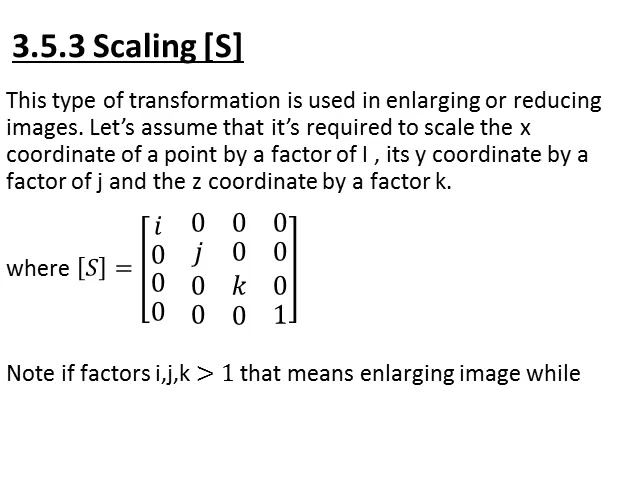 3.5.3 Scaling [S]
This type of transformation is used in enlarging or reducing
images. Let’s assume that it’s required to scale the x
coordinate of a point by a factor of I , its y coordinate by a
factor of j and the z coordinate by a factor k.
where [S] = [i 0 0 0
0 j 0 0
0 0 k 0
0 0 0 1]
Note if factors i,j,k > 1 that means enlarging image while